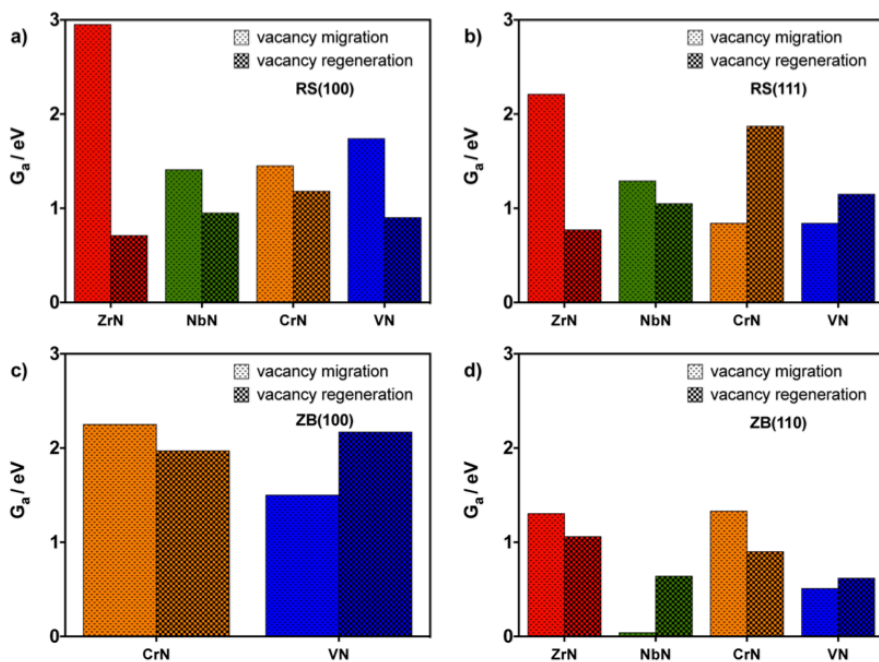 a)
3
2
1
0
G_a / eV
vacancy migration
vacancy regeneration
RS(100)
ZrN NbN CrN VN
b)
3
2
1
0
G_a / eV
vacancy migration
vacancy regeneration
RS(111)
ZrN NbN CrN VN
c)
3
2
1
0
G_a / eV
vacancy migration
vacancy regeneration
ZB(100)
CrN VN
d)
3
2
1
0
G_a / eV
vacancy migration
vacancy regeneration
ZB(110)
ZrN NbN CrN VN